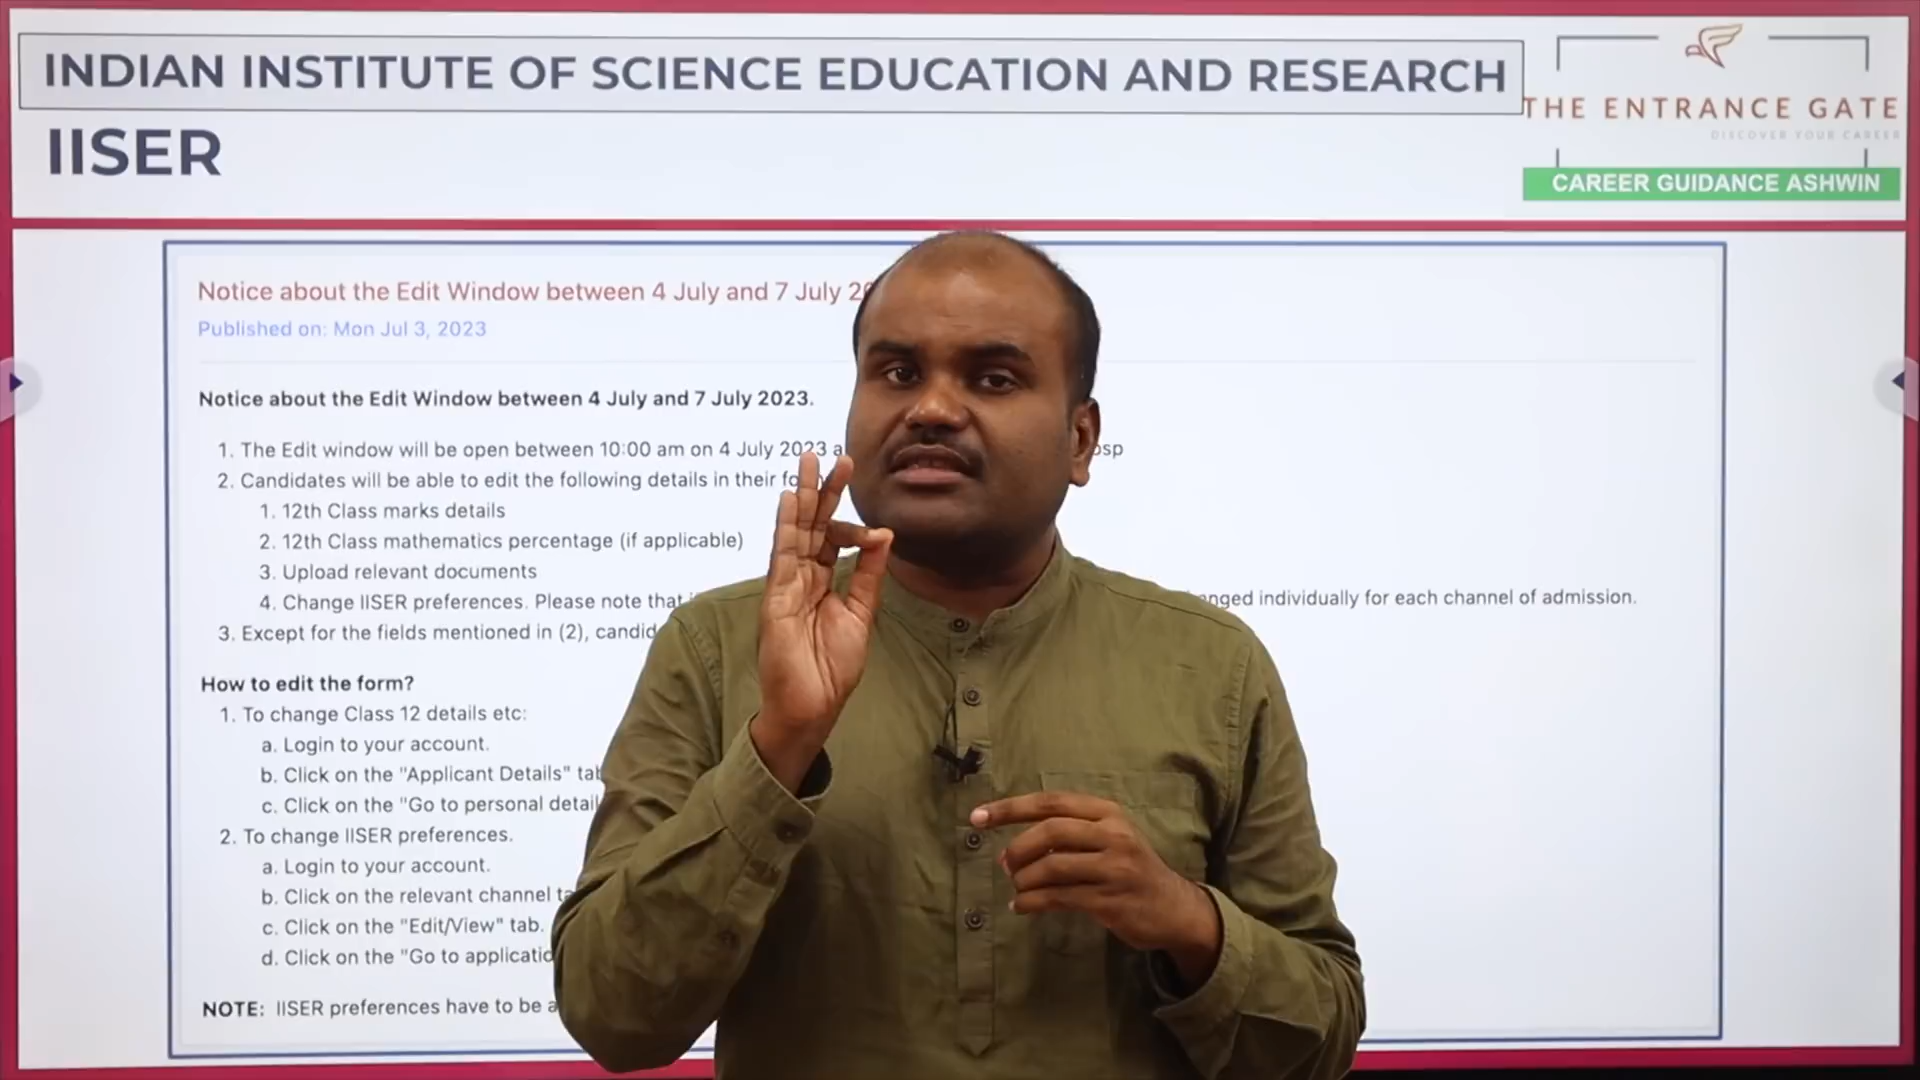 INDIAN INSTITUTE OF SCIENCE EDUCATION AND RESEARCH
IISER
THE ENTRANCE GATE
DISCOVER YOUR CAREER
CAREER GUIDANCE ASHWIN
Notice about the Edit Window between 4 July and 7 July
Published on: Mon Jul 3, 2023
Notice about the Edit Window between 4 July and 7 July 2023.
1. The Edit window will be open between 10:00 am on 4 July 2023
2. Candidates will be able to edit the following details in their
1. 12th Class marks details
2. 12th Class mathematics percentage (if applicable)
3. Upload relevant documents
4. Change IISER preferences. Please note that individually for each channel of admission.
3. Except for the fields mentioned in (2),
How to edit the form?
1. To change Class 12 details etc:
a. Login to your account.
b. Click on the "Applicant Details"
c. Click on the "Go to personal
2. To change IISER preferences.
a. Login to your account.
b. Click on the relevant channel
c. Click on the "Edit/View" tab.
d. Click on the "Go to
NOTE: IISER preferences have to be